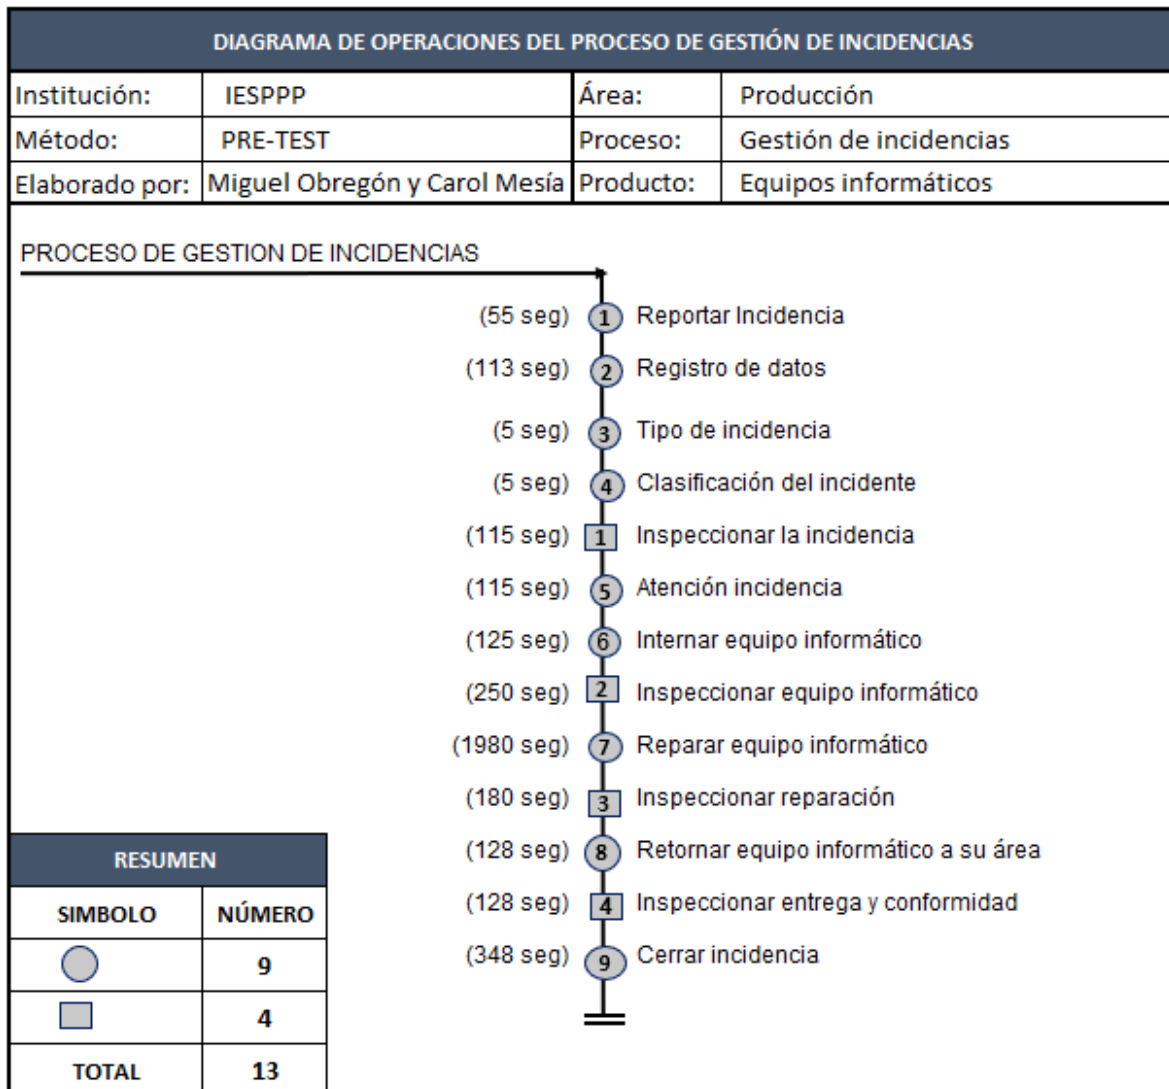 DIAGRAMA DE OPERACIONES DEL PROCESO DE GESTIÓN DE INCIDENCIAS
Institución: IESPPP Área: Producción
Método: PRE-TEST Proceso: Gestión de incidencias
Elaborado por: Miguel Obregón y Carol Mesía Producto: Equipos informáticos
PROCESO DE GESTION DE INCIDENCIAS
(55 seg) 1 Reportar Incidencia
(113 seg) 2 Registro de datos
(5 seg) 3 Tipo de incidencia
(5 seg) 4 Clasificación del incidente
(115 seg) 1 Inspeccionar la incidencia
(115 seg) 5 Atención incidencia
(125 seg) 6 Internar equipo informático
(250 seg) 2 Inspeccionar equipo informático
(1980 seg) 7 Reparar equipo informático
(180 seg) 3 Inspeccionar reparación
(128 seg) 8 Retornar equipo informático a su área
(128 seg) 4 Inspeccionar entrega y conformidad
(348 seg) 9 Cerrar incidencia
RESUMEN
SIMBOLO NÚMERO
9
4
TOTAL 13